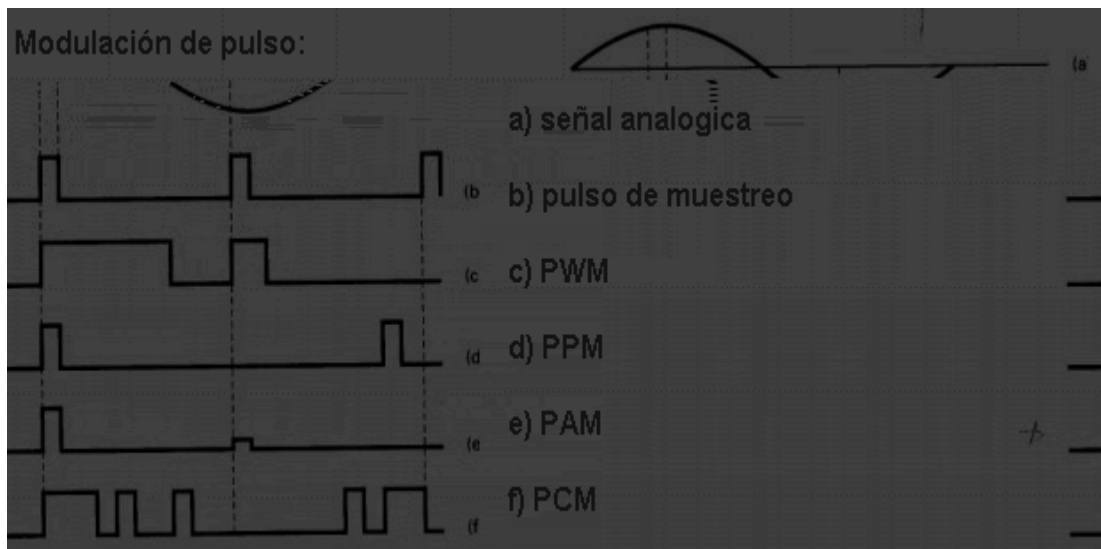 Modulación de pulso:
(a
a) señal analogica
(b
b) pulso de muestreo
(c
c) PWM
(d
d) PPM
(e
e) PAM
(f
f) PCM